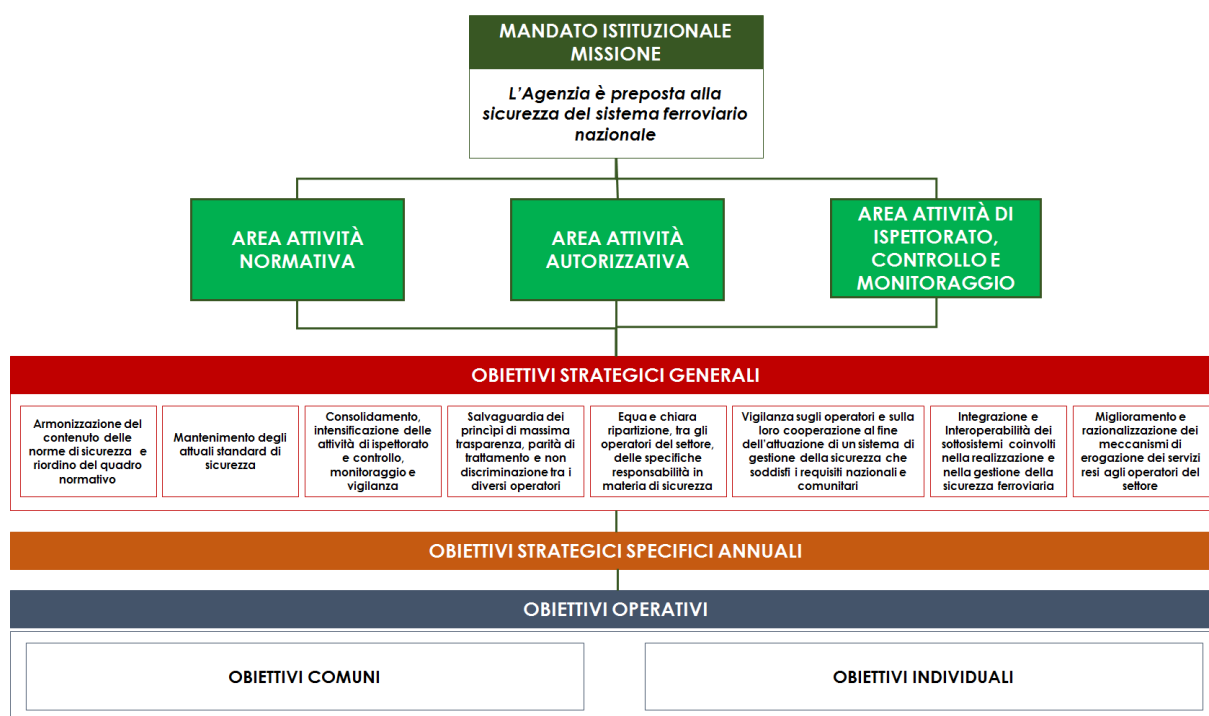 MANDATO ISTITUZIONALE
MISSIONE
L'Agenzia è preposta alla
sicurezza del sistema ferroviario
nazionale
AREA ATTIVITÀ
NORMATIVA
AREA ATTIVITÀ
AUTORIZZATIVA
AREA ATTIVITÀ DI
ISPETTORATO,
CONTROLLO E
MONITORAGGIO
OBIETTIVI STRATEGICI GENERALI
Armonizzazione del
contenuto delle
norme di sicurezza e
riordino del quadro
normativo
Mantenimento degli
attuali standard di
sicurezza
Consolidamento,
intensificazione delle
attività di ispettorato
e controllo,
monitoraggio e
vigilanza
Salvaguardia dei
princìpi di massima
trasparenza, parità di
trattamento e non
discriminazione tra i
diversi operatori
Equa e chiara
ripartizione, tra gli
operatori del settore,
delle specifiche
responsabilità in
materia di sicurezza
Vigilanza sugli operatori e sulla
loro cooperazione al fine
dell'attuazione di un sistema di
gestione della sicurezza che
soddisfi i requisiti nazionali e
comunitari
Integrazione e
Interoperabilità dei
sottosistemi coinvolti
nella realizzazione e
nella gestione della
sicurezza ferroviaria
Miglioramento e
razionalizzazione dei
meccanismi di
erogazione dei servizi
resi agli operatori del
settore
OBIETTIVI STRATEGICI SPECIFICI ANNUALI
OBIETTIVI OPERATIVI
OBIETTIVI COMUNI
OBIETTIVI INDIVIDUALI